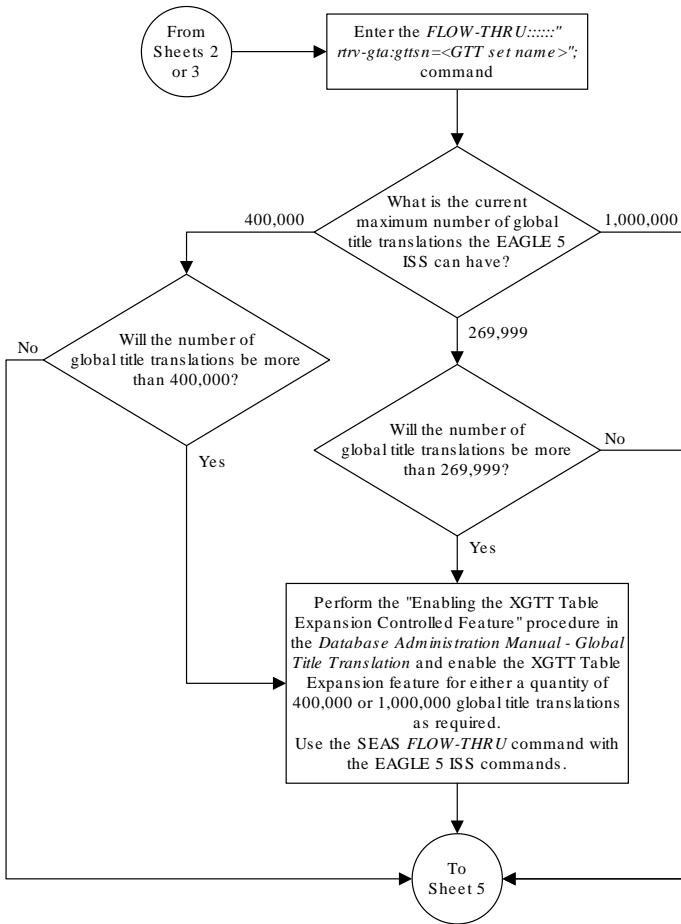 From
Sheets 2
or 3
Enter the FLOW-THRU::::::"
rtrv-gta:gttsn=<GTT set name>";
command
What is the current
maximum number of global
title translations the EAGLE 5
ISS can have?
400,000
1,000,000
269,999
Will the number of
global title translations be more
than 400,000?
No
Yes
Will the number of
global title translations be more
than 269,999?
No
Yes
Perform the "Enabling the XGTT Table
Expansion Controlled Feature" procedure in
the Database Administration Manual - Global
Title Translation and enable the XGTT Table
Expansion feature for either a quantity of
400,000 or 1,000,000 global title translations
as required.
Use the SEAS FLOW-THRU command with
the EAGLE 5 ISS commands.
To
Sheet 5